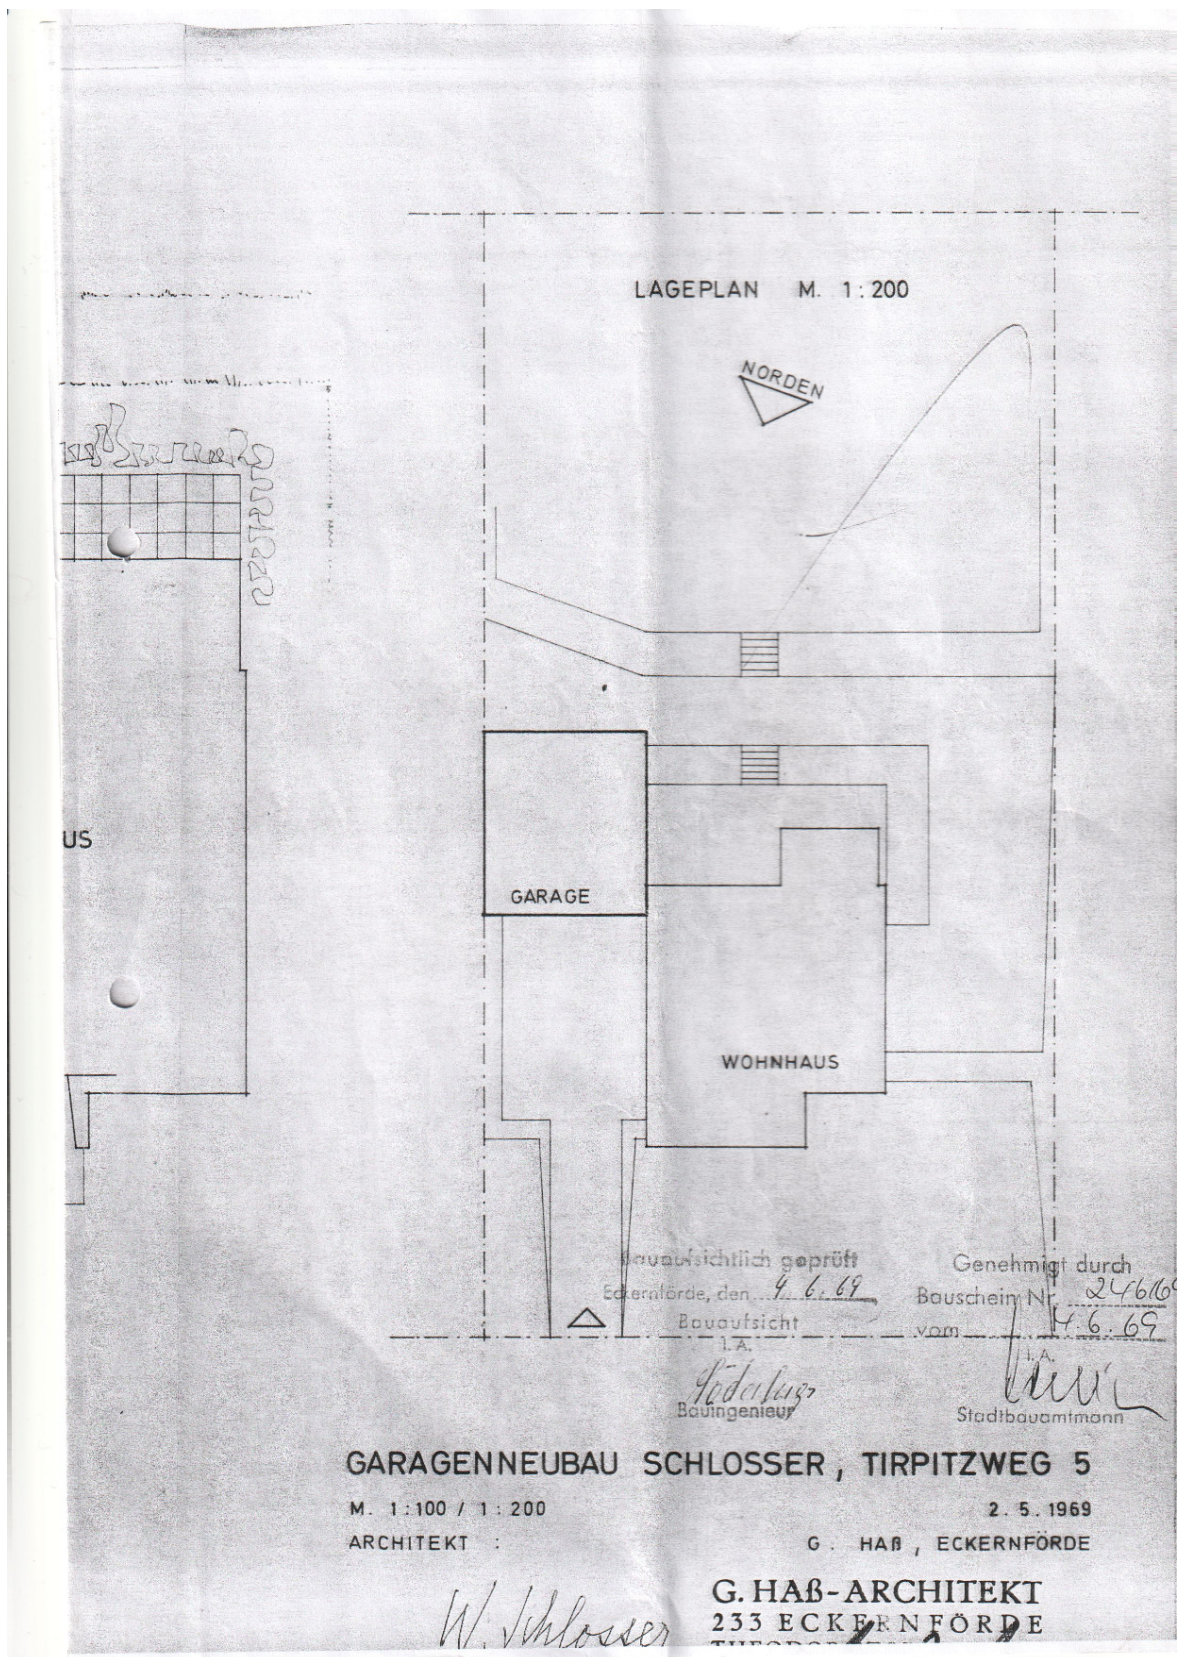 LAGEPLAN M. 1:200
NORDEN
US
GARAGE
WOHNHAUS
Bauaufsichtlich geprüft
Eckernförde, den 4.6.69
Bauaufsicht
I.A.
Bauingenieur
Genehmigt durch
Bauschein Nr. 246/69
vom 4.6.69
I.A.
Stadtbauamtmann
GARAGENNEUBAU SCHLOSSER, TIRPITZWEG 5
M. 1:100 / 1:200 2.5.1969
ARCHITEKT : G. HAß, ECKERNFÖRDE
W. Schlosser
G. HAß-ARCHITEKT
233 ECKERNFÖRDE